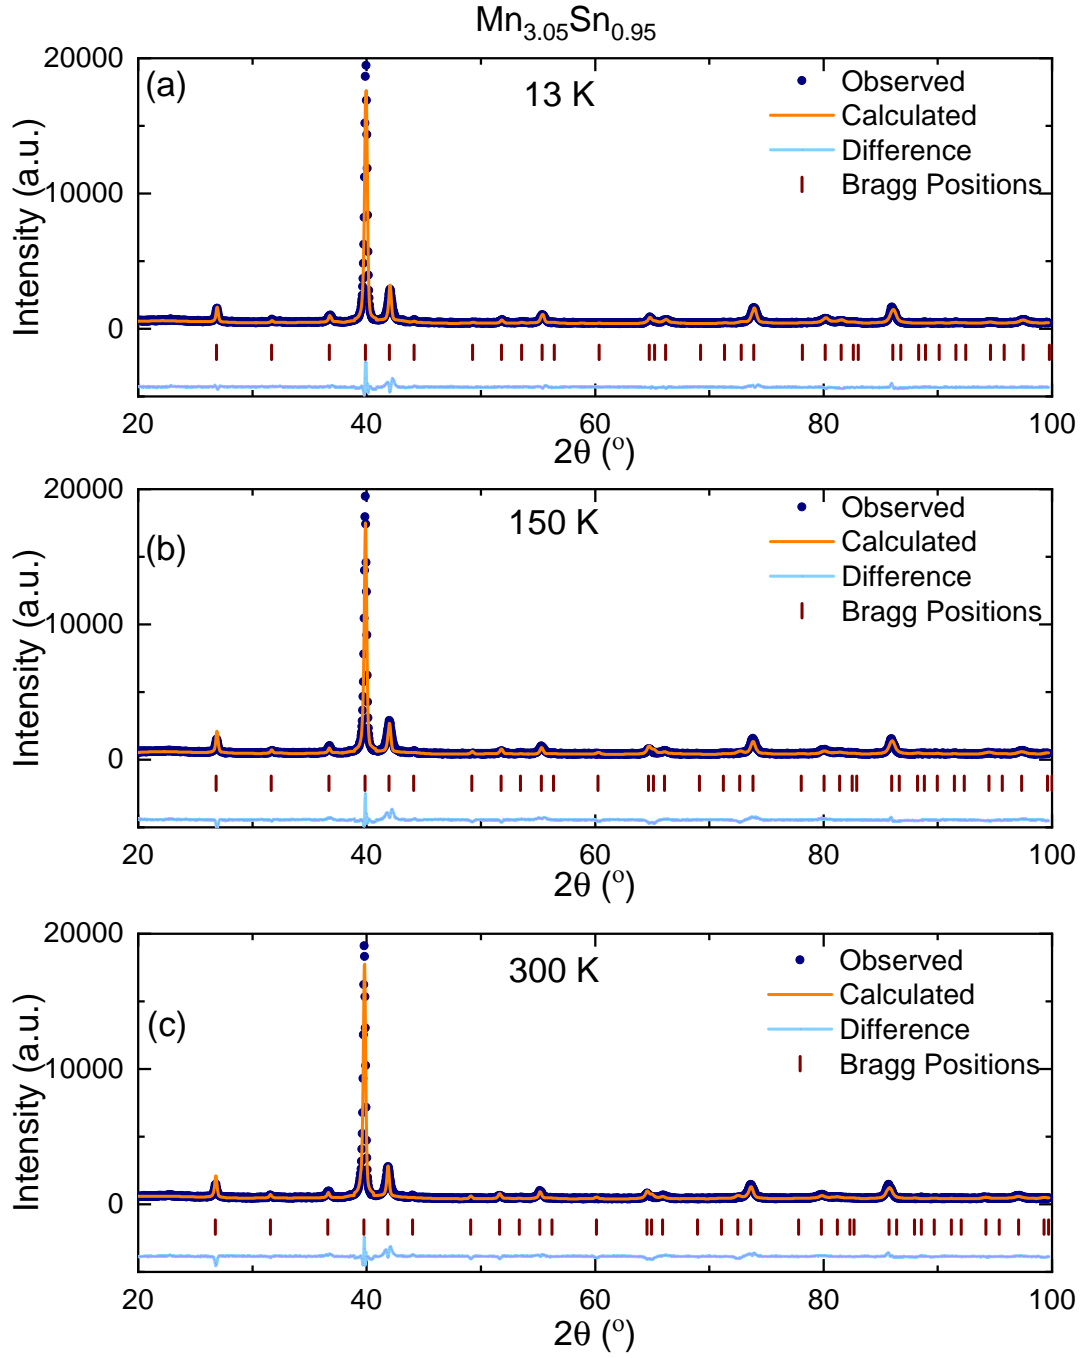 Mn3.05Sn0.95
(a)
13 K
Observed
Calculated
Difference
Bragg Positions
Intensity (a.u.)
20000
10000
0
20 40 60 80 100
2θ (o)
(b)
150 K
Observed
Calculated
Difference
Bragg Positions
Intensity (a.u.)
20000
10000
0
20 40 60 80 100
2θ (o)
(c)
300 K
Observed
Calculated
Difference
Bragg Positions
Intensity (a.u.)
20000
10000
0
20 40 60 80 100
2θ (o)